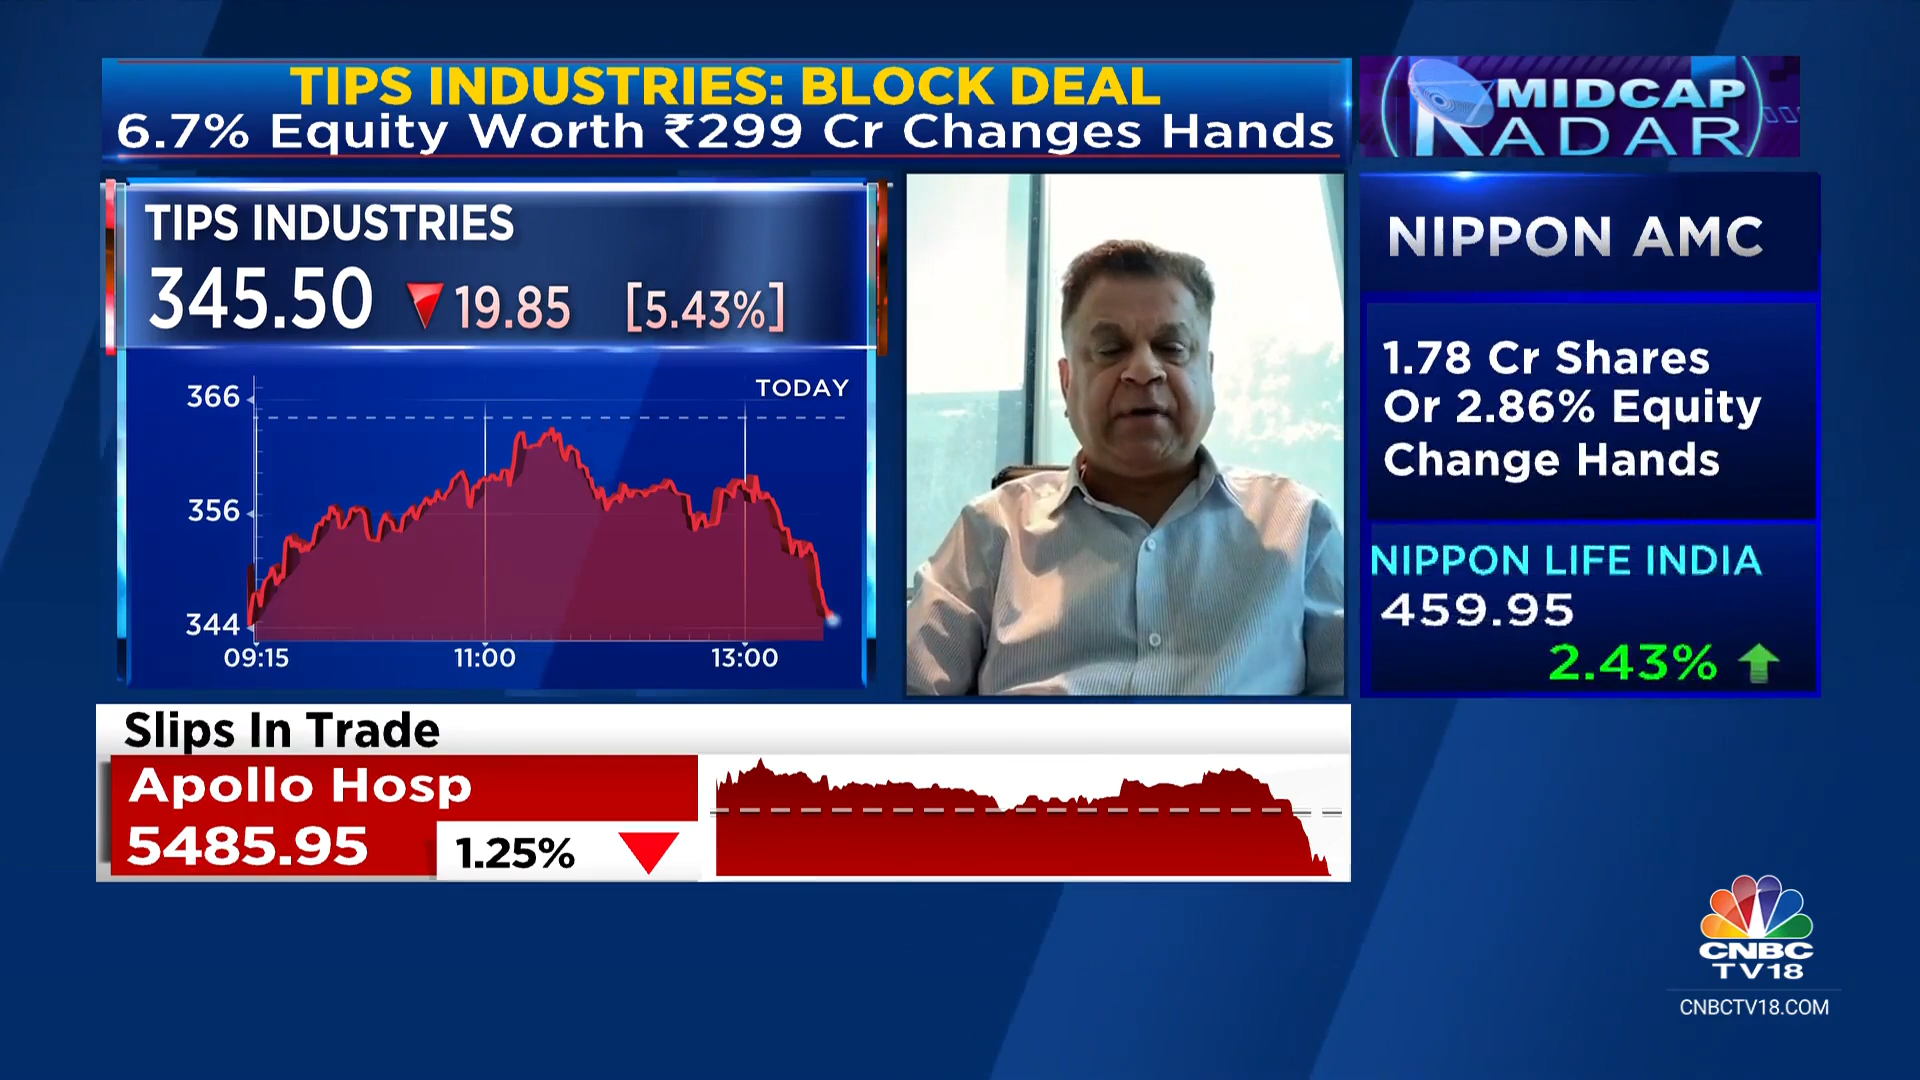 TIPS INDUSTRIES: BLOCK DEAL
6.7% Equity Worth ₹299 Cr Changes Hands
MIDCAP
RADAR
TIPS INDUSTRIES
345.50 ▼ 19.85 [5.43%]
TODAY
366
356
344
09:15 11:00 13:00
NIPPON AMC
1.78 Cr Shares
Or 2.86% Equity
Change Hands
NIPPON LIFE INDIA
459.95
2.43%
Slips In Trade
Apollo Hosp
5485.95
1.25%
CNBC
TV18
CNBCTV18.COM